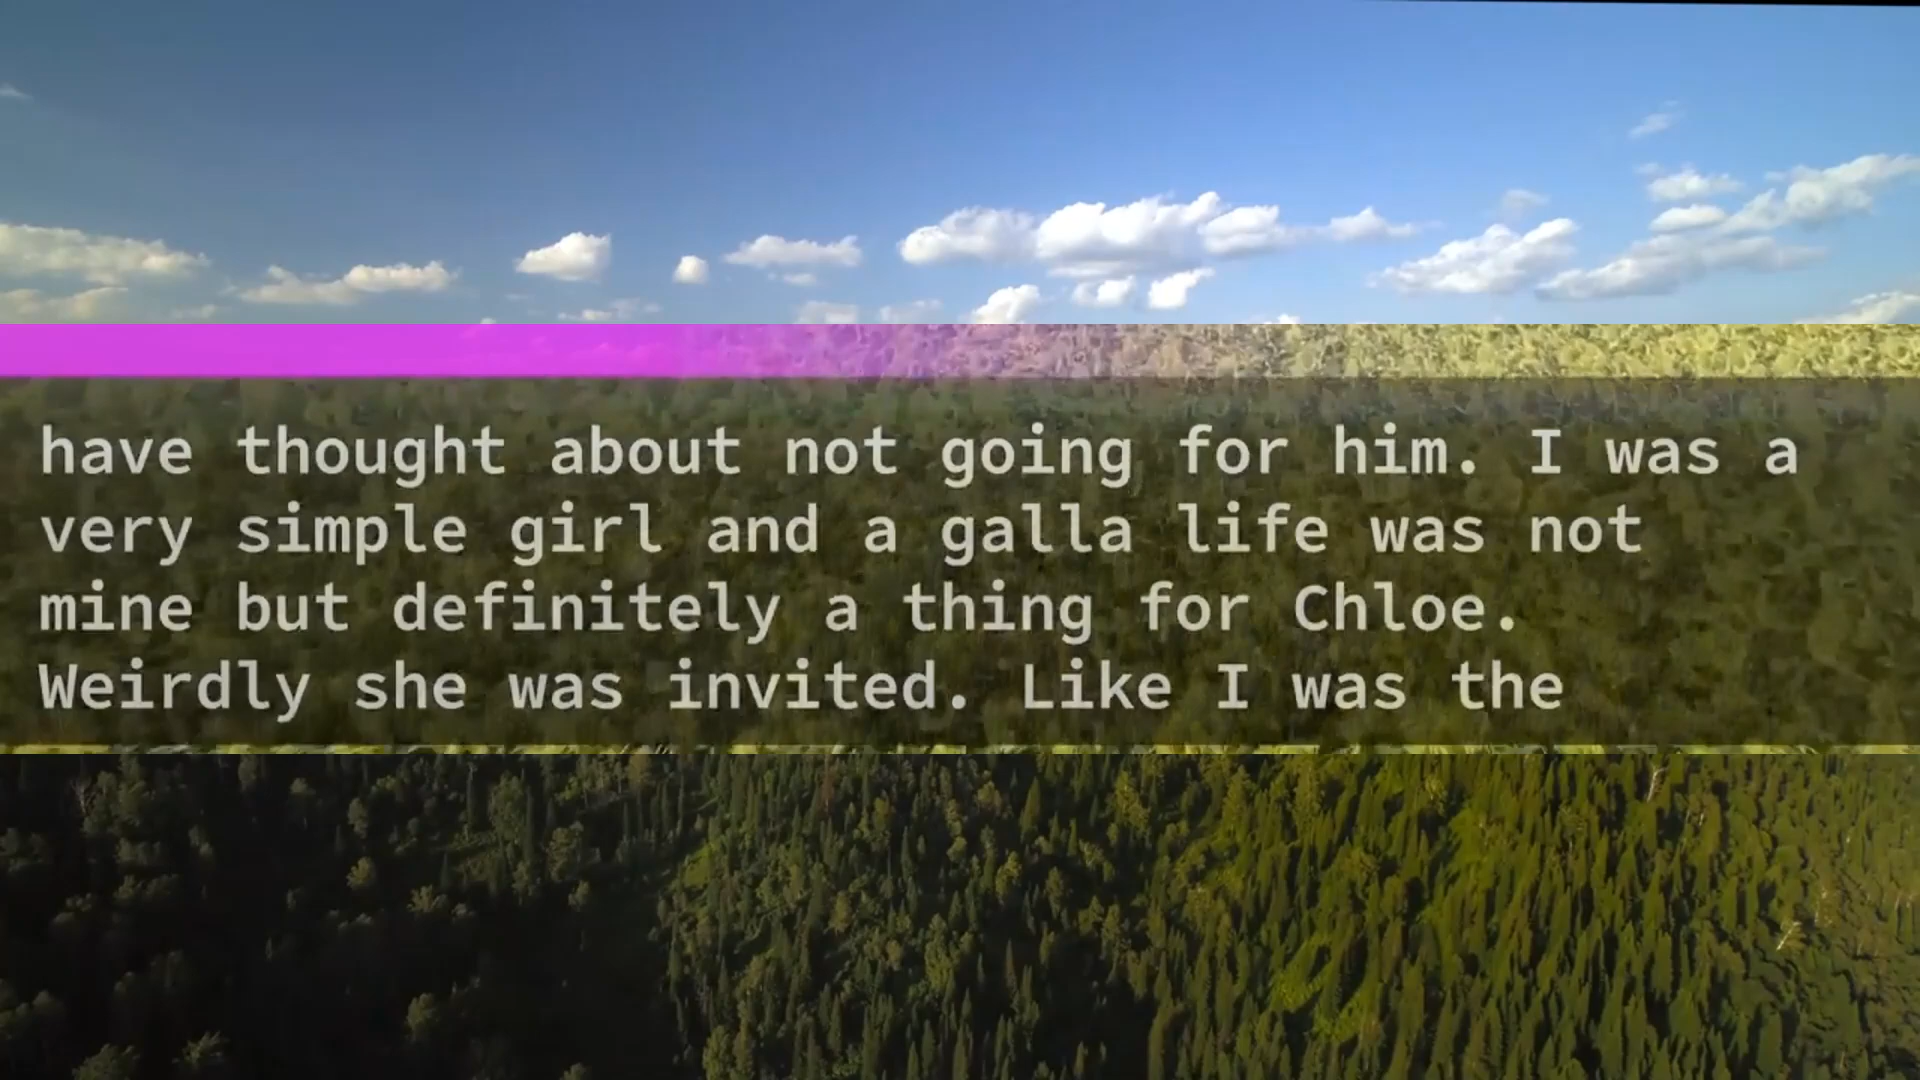 have thought about not going for him. I was a
very simple girl and a galla life was not
mine but definitely a thing for Chloe.
Weirdly she was invited. Like I was the